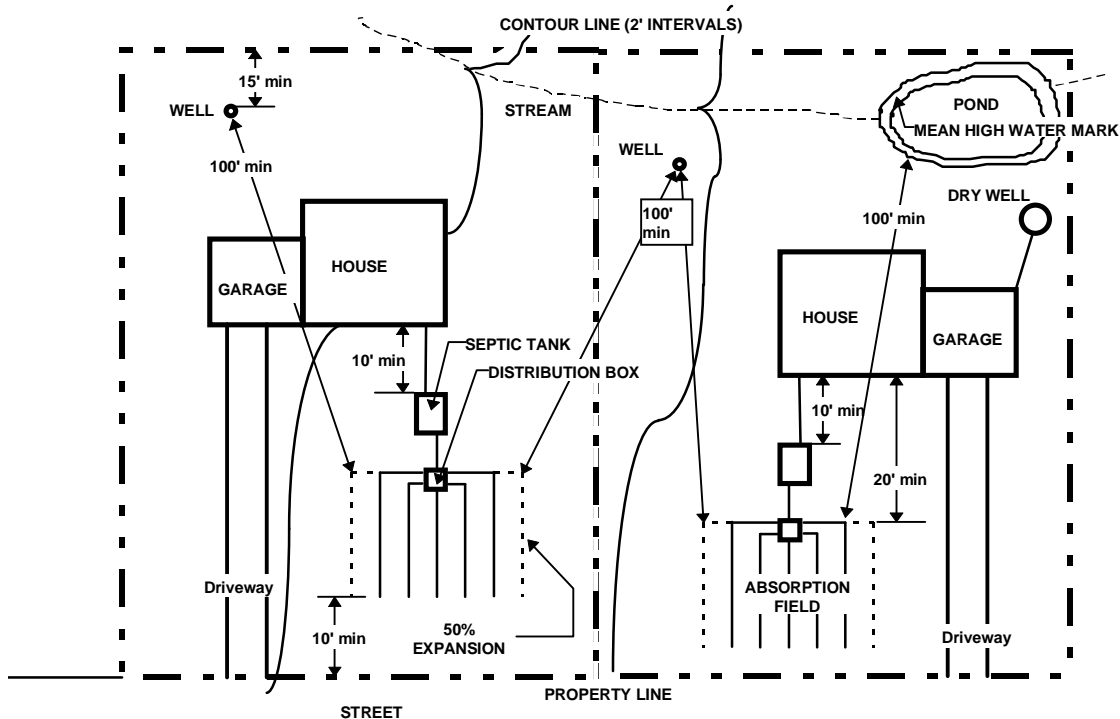 CONTOUR LINE (2' INTERVALS)
15' min
WELL
STREAM
POND
MEAN HIGH WATER MARK
WELL
100' min
DRY WELL
100'
min
100' min
HOUSE
GARAGE
HOUSE
GARAGE
SEPTIC TANK
10' min
DISTRIBUTION BOX
10' min
20' min
Driveway
ABSORPTION
FIELD
50%
EXPANSION
10' min
Driveway
PROPERTY LINE
STREET